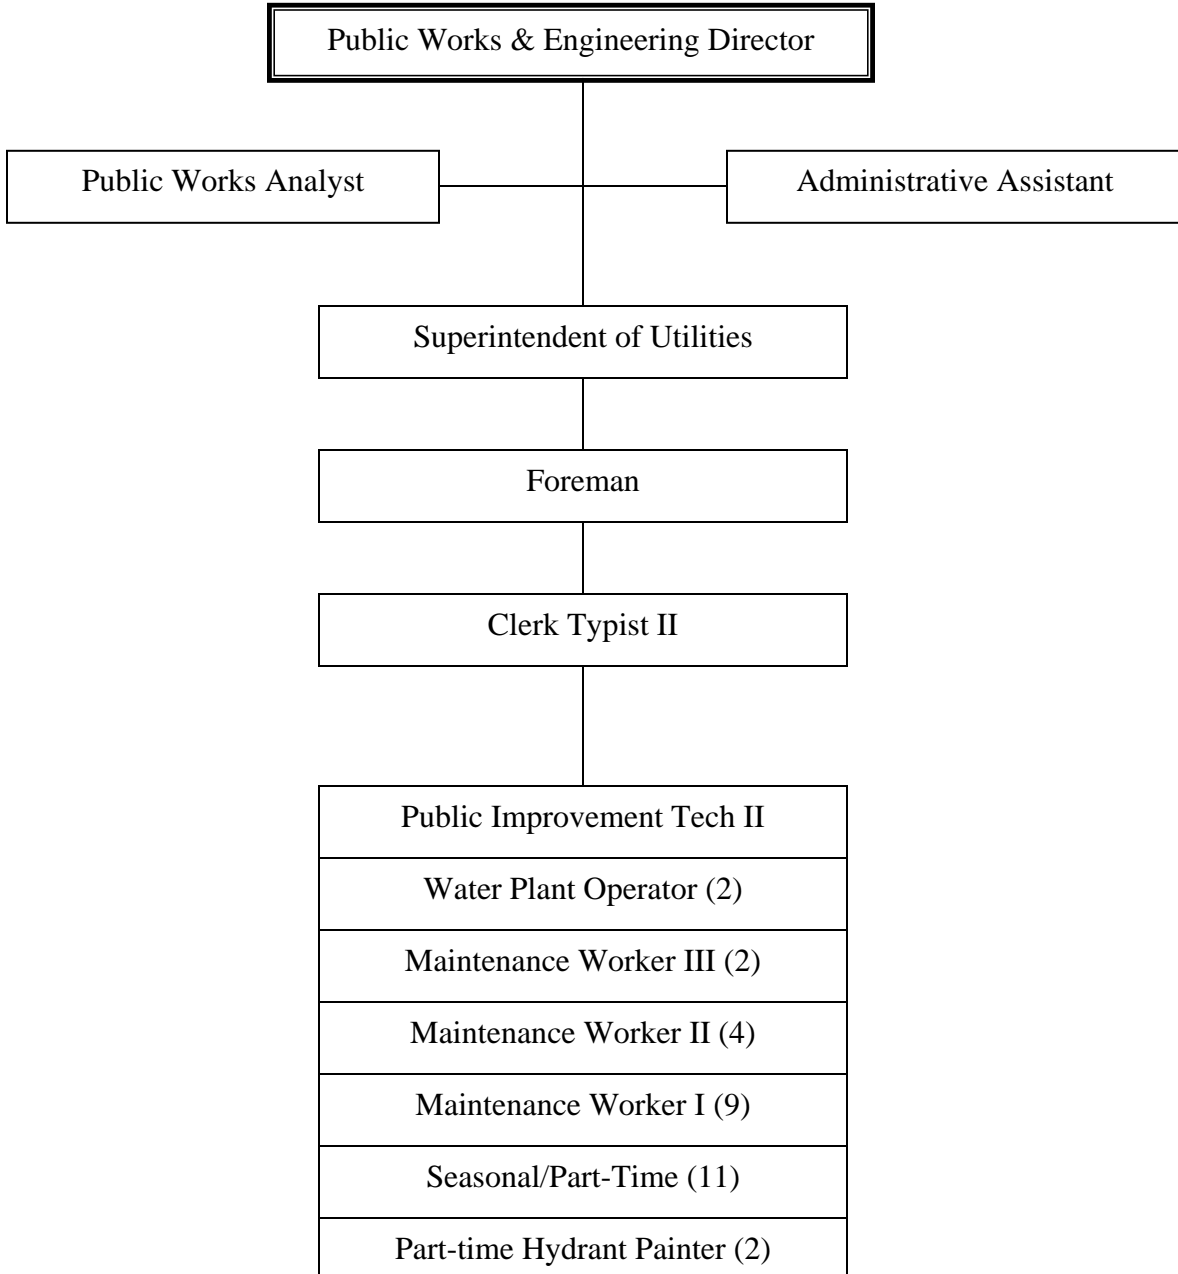 Public Works & Engineering Director
Public Works Analyst
Administrative Assistant
Superintendent of Utilities
Foreman
Clerk Typist II
Public Improvement Tech II
Water Plant Operator (2)
Maintenance Worker III (2)
Maintenance Worker II (4)
Maintenance Worker I (9)
Seasonal/Part-Time (11)
Part-time Hydrant Painter (2)